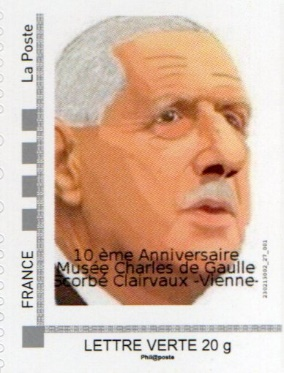 La Poste
FRANCE
10 ème Anniversaire
Musée Charles de Gaulle
Scorbé Clairvaux -Vienne-
LETTRE VERTE 20 g
Phil@poste